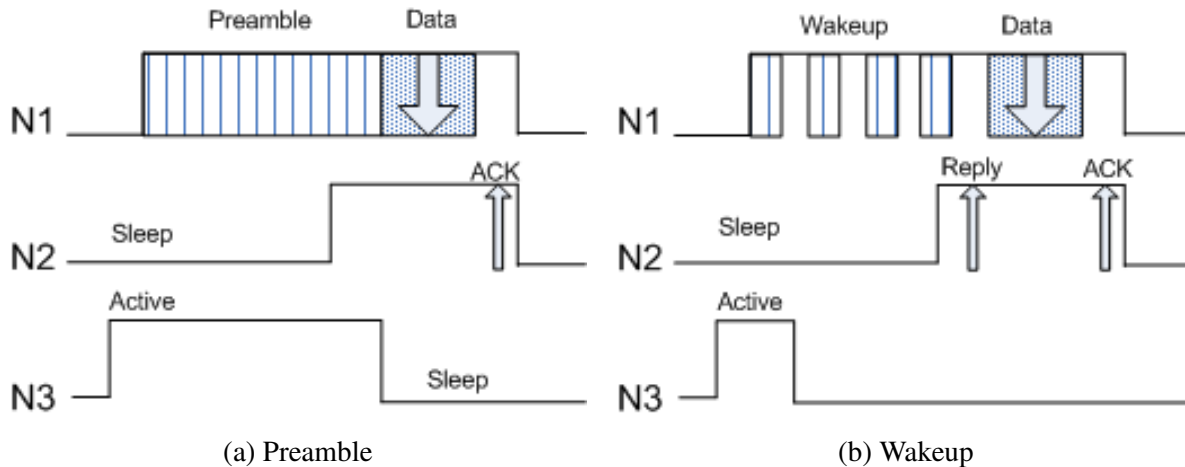 Preamble Data
N1
ACK
Sleep
N2
Active
N3
Sleep
(a) Preamble
Wakeup Data
N1
Reply ACK
Sleep
N2
Active
N3
(b) Wakeup